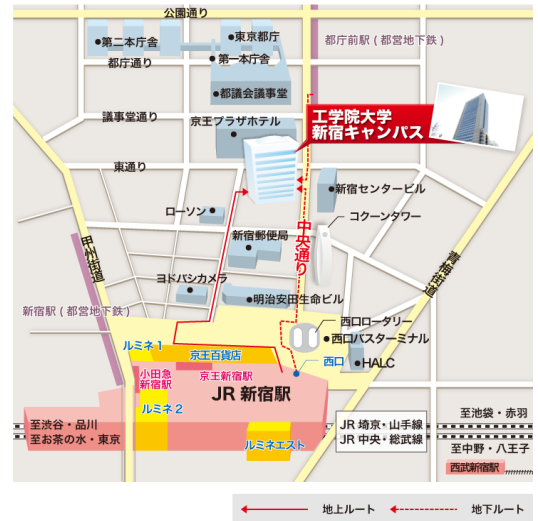 公園通り
第二本庁舎
東京都庁
都庁前駅(都営地下鉄)
都庁通り
第一本庁舎
都議会議事堂
議事堂通り
京王プラザホテル
工学院大学
新宿キャンパス
東通り
新宿センタービル
ローソン
コクーンタワー
中央通り
新宿郵便局
甲州街道
青梅街道
ヨドバシカメラ
明治安田生命ビル
新宿駅(都営地下鉄)
西口ロータリー
西口バスターミナル
ルミネ1
京王百貨店
西口
HALC
小田急
新宿駅
京王新宿駅
JR 新宿駅
ルミネ2
至渋谷・品川
至お茶の水・東京
JR 埼京・山手線
JR 中央・総武線
至池袋・赤羽
至中野・八王子
ルミネエスト
西武新宿駅
地上ルート
地下ルート